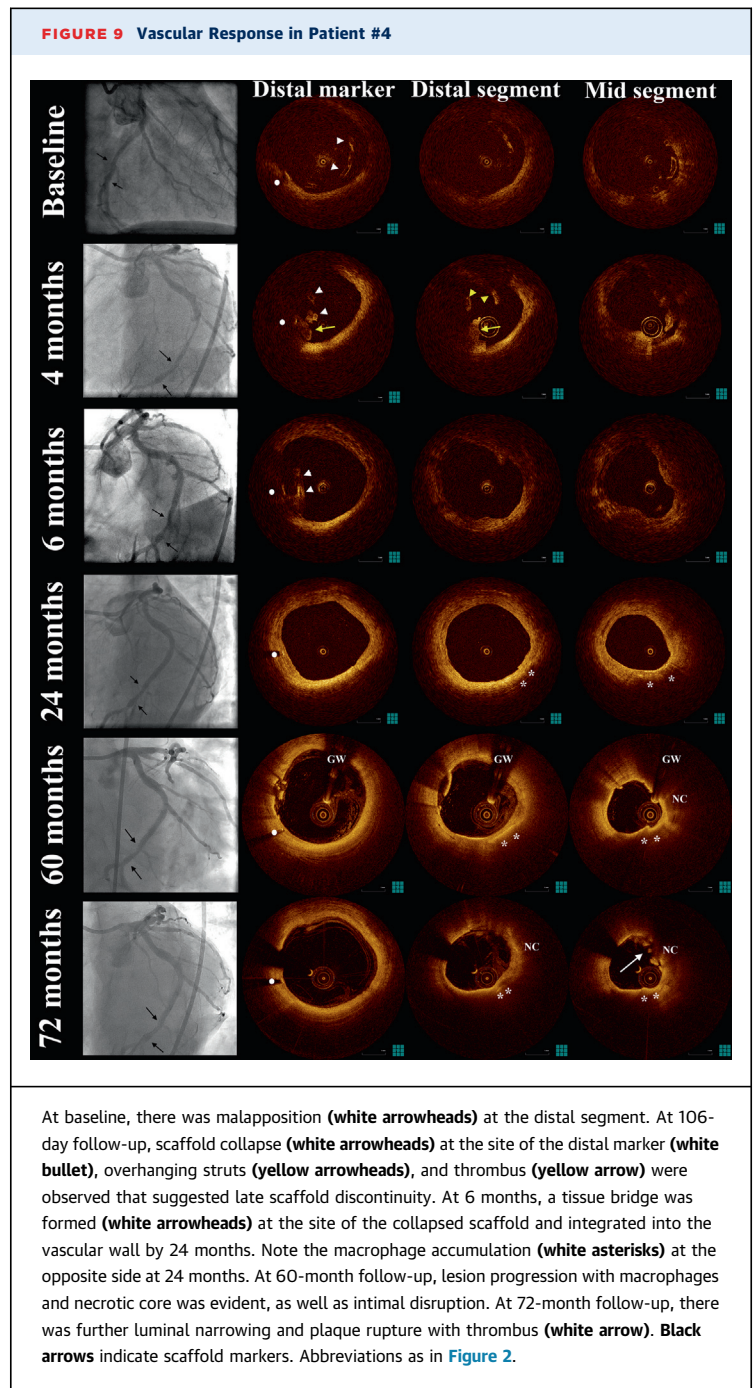 FIGURE 9 Vascular Response in Patient #4
Distal marker Distal segment Mid segment
Baseline
4 months
6 months
24 months
* * * *
60 months
GW GW GW
NC
* * * *
72 months
NC NC
* * * *
At baseline, there was malapposition (white arrowheads) at the distal segment. At 106-
day follow-up, scaffold collapse (white arrowheads) at the site of the distal marker (white
bullet), overhanging struts (yellow arrowheads), and thrombus (yellow arrow) were
observed that suggested late scaffold discontinuity. At 6 months, a tissue bridge was
formed (white arrowheads) at the site of the collapsed scaffold and integrated into the
vascular wall by 24 months. Note the macrophage accumulation (white asterisks) at the
opposite side at 24 months. At 60-month follow-up, lesion progression with macrophages
and necrotic core was evident, as well as intimal disruption. At 72-month follow-up, there
was further luminal narrowing and plaque rupture with thrombus (white arrow). Black
arrows indicate scaffold markers. Abbreviations as in Figure 2.